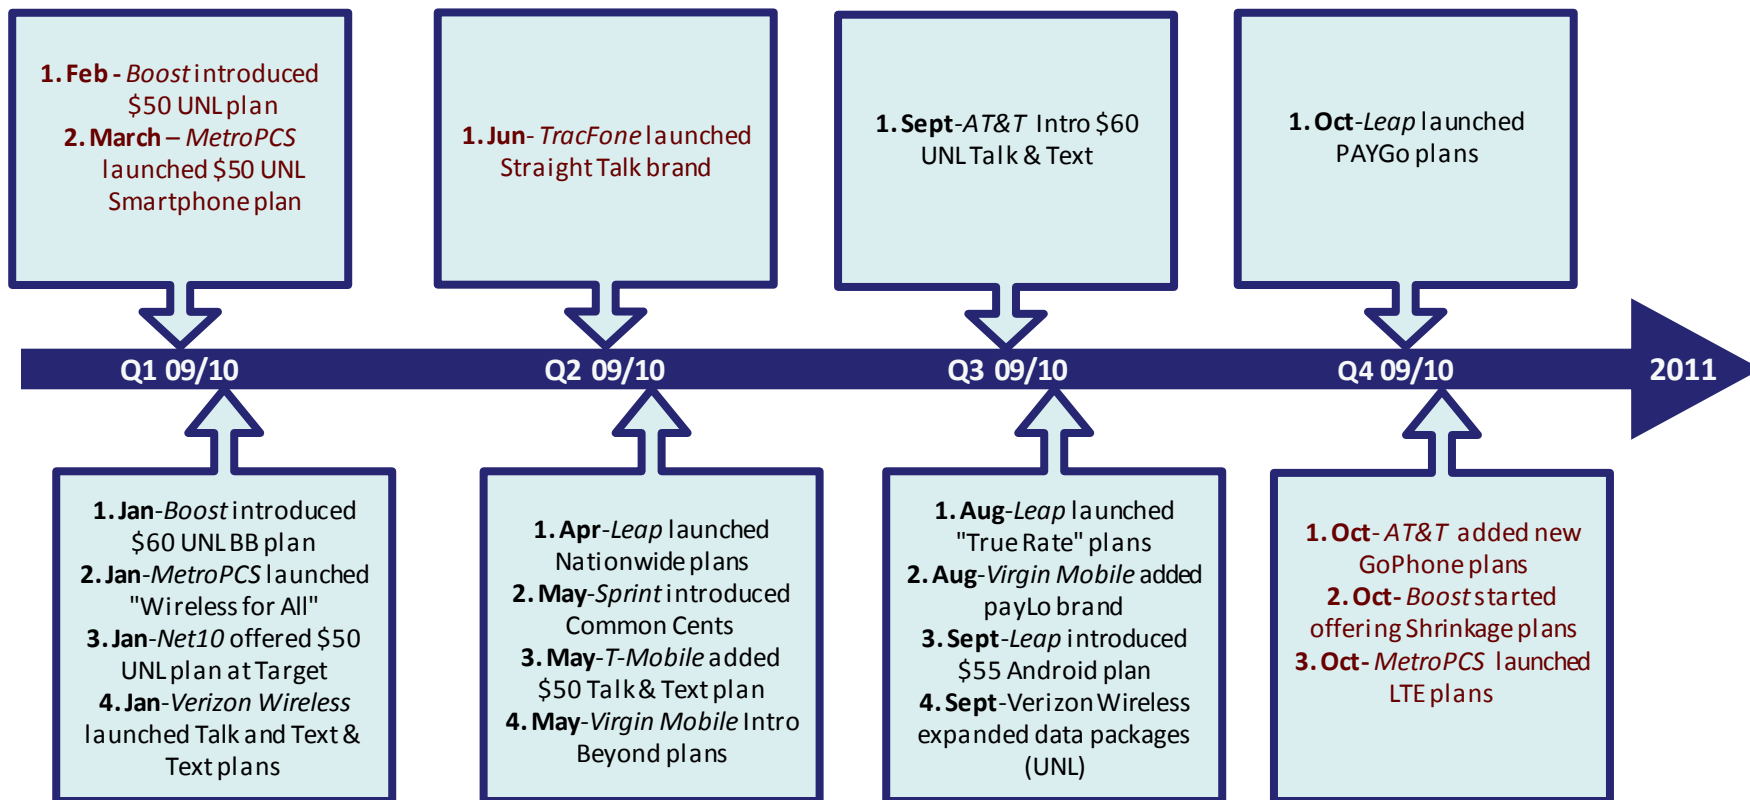 1. Feb - Boost introduced
$50 UNL plan
2. March – MetroPCS
launched $50 UNL
Smartphone plan
1. Jun- TracFone launched
Straight Talk brand
1. Sept-AT&T Intro $60
UNL Talk & Text
1. Oct-Leap launched
PAYGo plans
Q1 09/10
Q2 09/10
Q3 09/10
Q4 09/10
2011
1. Jan-Boost introduced
$60 UNL BB plan
2. Jan-MetroPCS launched
"Wireless for All"
3. Jan-Net10 offered $50
UNL plan at Target
4. Jan-Verizon Wireless
launched Talk and Text &
Text plans
1. Apr-Leap launched
Nationwide plans
2. May-Sprint introduced
Common Cents
3. May-T-Mobile added
$50 Talk & Text plan
4. May-Virgin Mobile Intro
Beyond plans
1. Aug-Leap launched
"True Rate" plans
2. Aug-Virgin Mobile added
payLo brand
3. Sept-Leap introduced
$55 Android plan
4. Sept-Verizon Wireless
expanded data packages
(UNL)
1. Oct- AT&T added new
GoPhone plans
2. Oct- Boost started
offering Shrinkage plans
3. Oct- MetroPCS launched
LTE plans